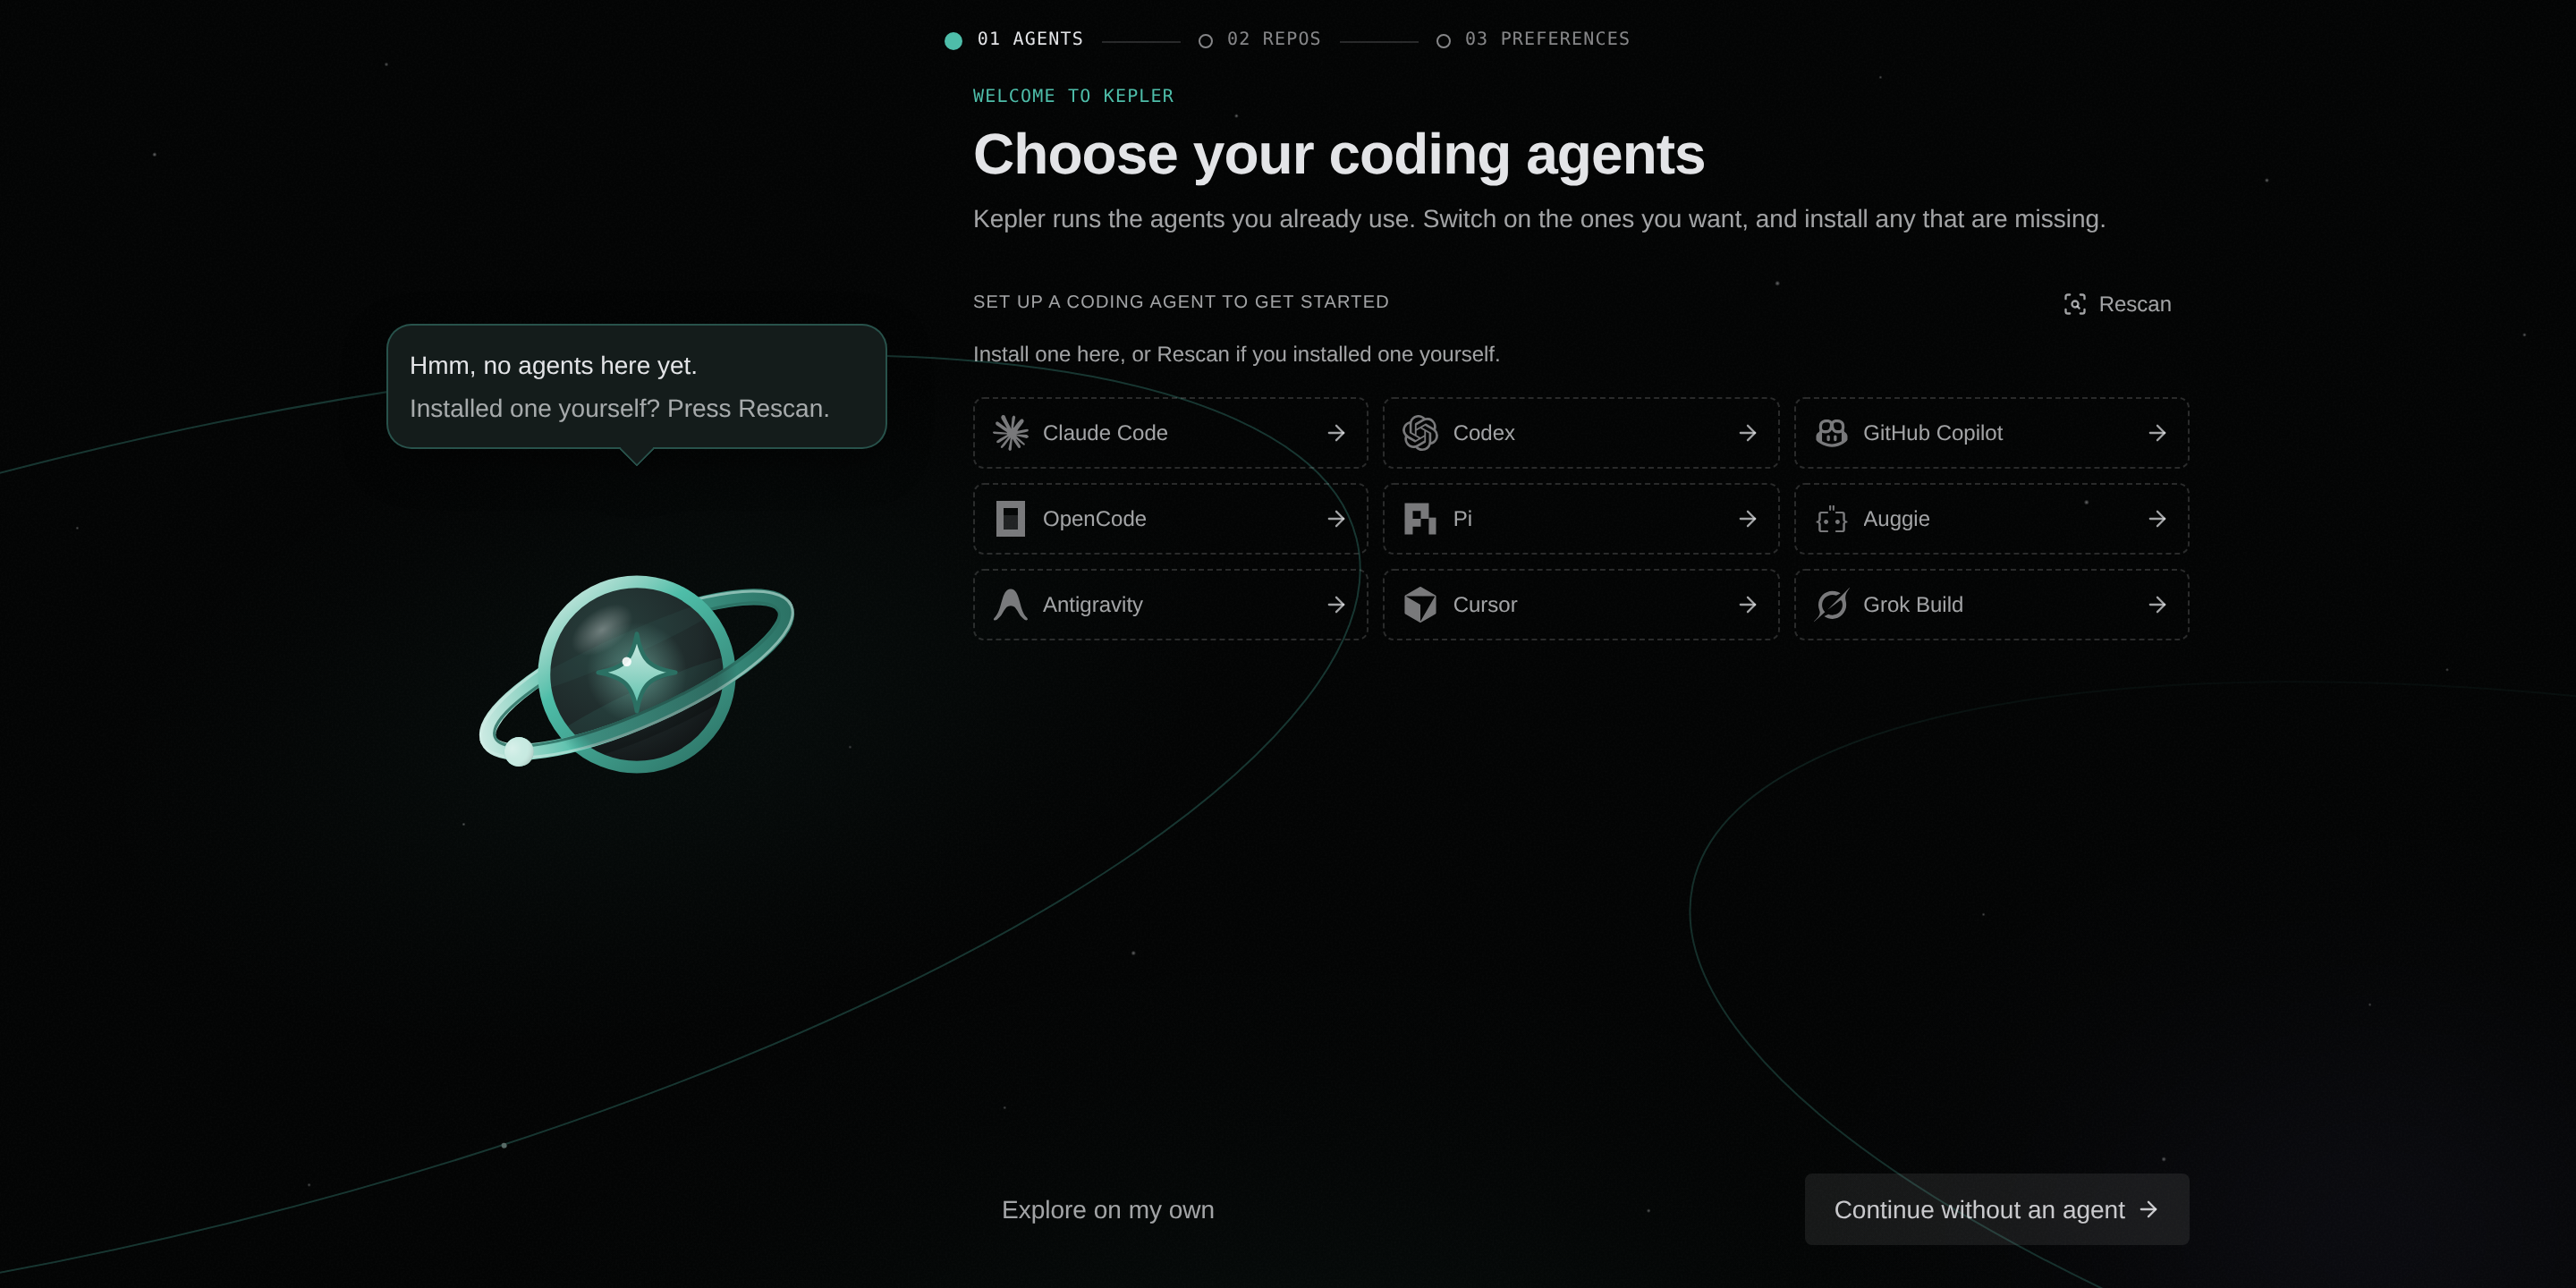 01 AGENTS
02 REPOS
03 PREFERENCES
WELCOME TO KEPLER
Choose your coding agents
Kepler runs the agents you already use. Switch on the ones you want, and install any that are missing.
SET UP A CODING AGENT TO GET STARTED
Rescan
Install one here, or Rescan if you installed one yourself.
Hmm, no agents here yet.
Installed one yourself? Press Rescan.
Claude Code
Codex
GitHub Copilot
OpenCode
Pi
Auggie
Antigravity
Cursor
Grok Build
Explore on my own
Continue without an agent